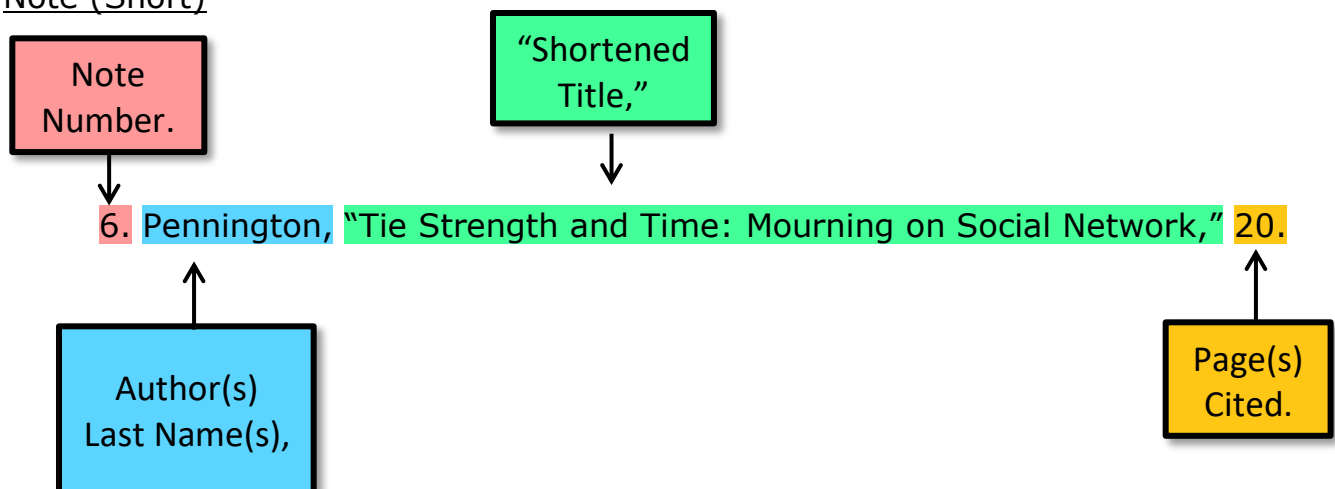 Note (Short)
Note
Number.
“Shortened
Title,”
6. Pennington, “Tie Strength and Time: Mourning on Social Network,” 20.
Author(s)
Last Name(s),
Page(s)
Cited.